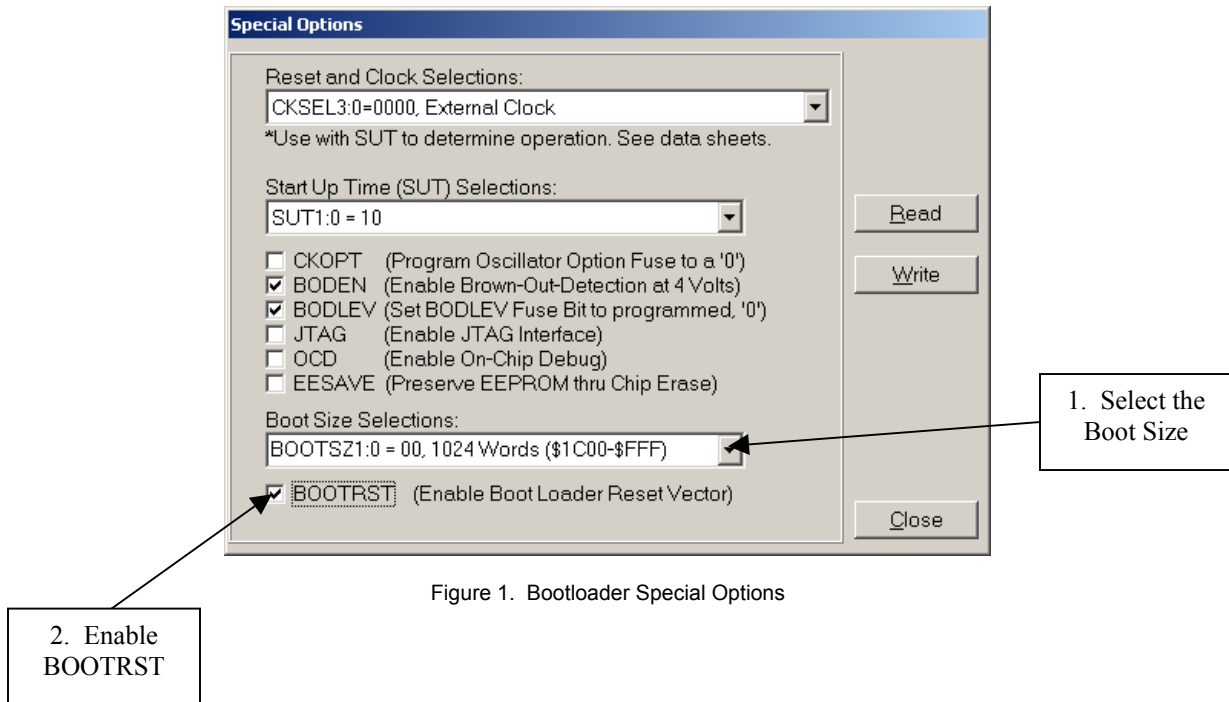 Special Options
Reset and Clock Selections:
CKSEL3:0=0000, External Clock
*Use with SUT to determine operation. See data sheets.
Start Up Time (SUT) Selections:
SUT1:0 = 10
CKOPT (Program Oscillator Option Fuse to a '0')
BODEN (Enable Brown-Out-Detection at 4 Volts)
BODLEV (Set BODLEV Fuse Bit to programmed, '0')
JTAG (Enable JTAG Interface)
OCD (Enable On-Chip Debug)
EESAVE (Preserve EEPROM thru Chip Erase)
Boot Size Selections:
BOOTSZ1:0 = 00, 1024 Words ($1C00-$FFF)
BOOTRST (Enable Boot Loader Reset Vector)
Read
Write
Close
1. Select the
Boot Size
2. Enable
BOOTRST
Figure 1. Bootloader Special Options